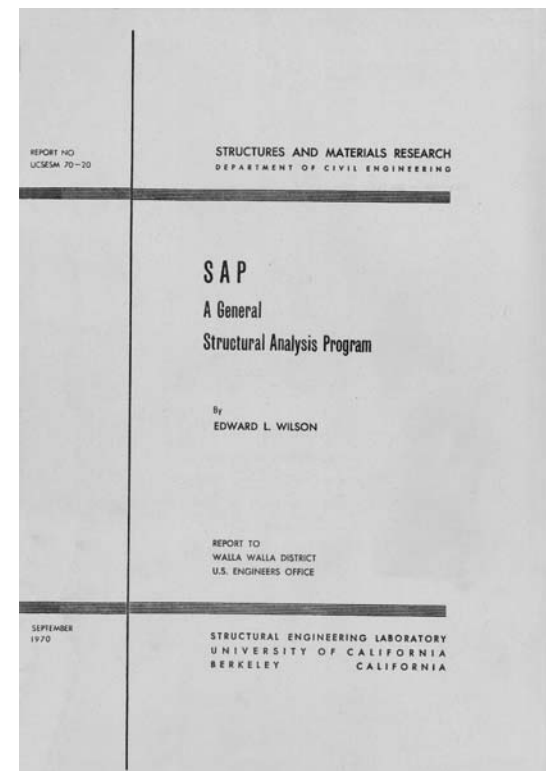 REPORT NO
UCSESM 70-20
STRUCTURES AND MATERIALS RESEARCH
DEPARTMENT OF CIVIL ENGINEERING
SAP
A General
Structural Analysis Program
By
EDWARD L. WILSON
REPORT TO
WALLA WALLA DISTRICT
U.S. ENGINEERS OFFICE
SEPTEMBER
1970
STRUCTURAL ENGINEERING LABORATORY
UNIVERSITY OF CALIFORNIA
BERKELEY CALIFORNIA